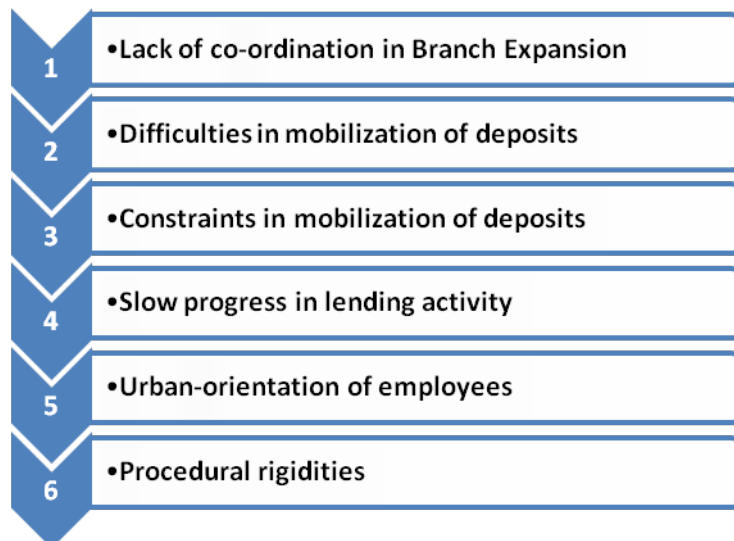 1
•Lack of co-ordination in Branch Expansion
2
•Difficulties in mobilization of deposits
3
•Constraints in mobilization of deposits
4
•Slow progress in lending activity
5
•Urban-orientation of employees
6
•Procedural rigidities